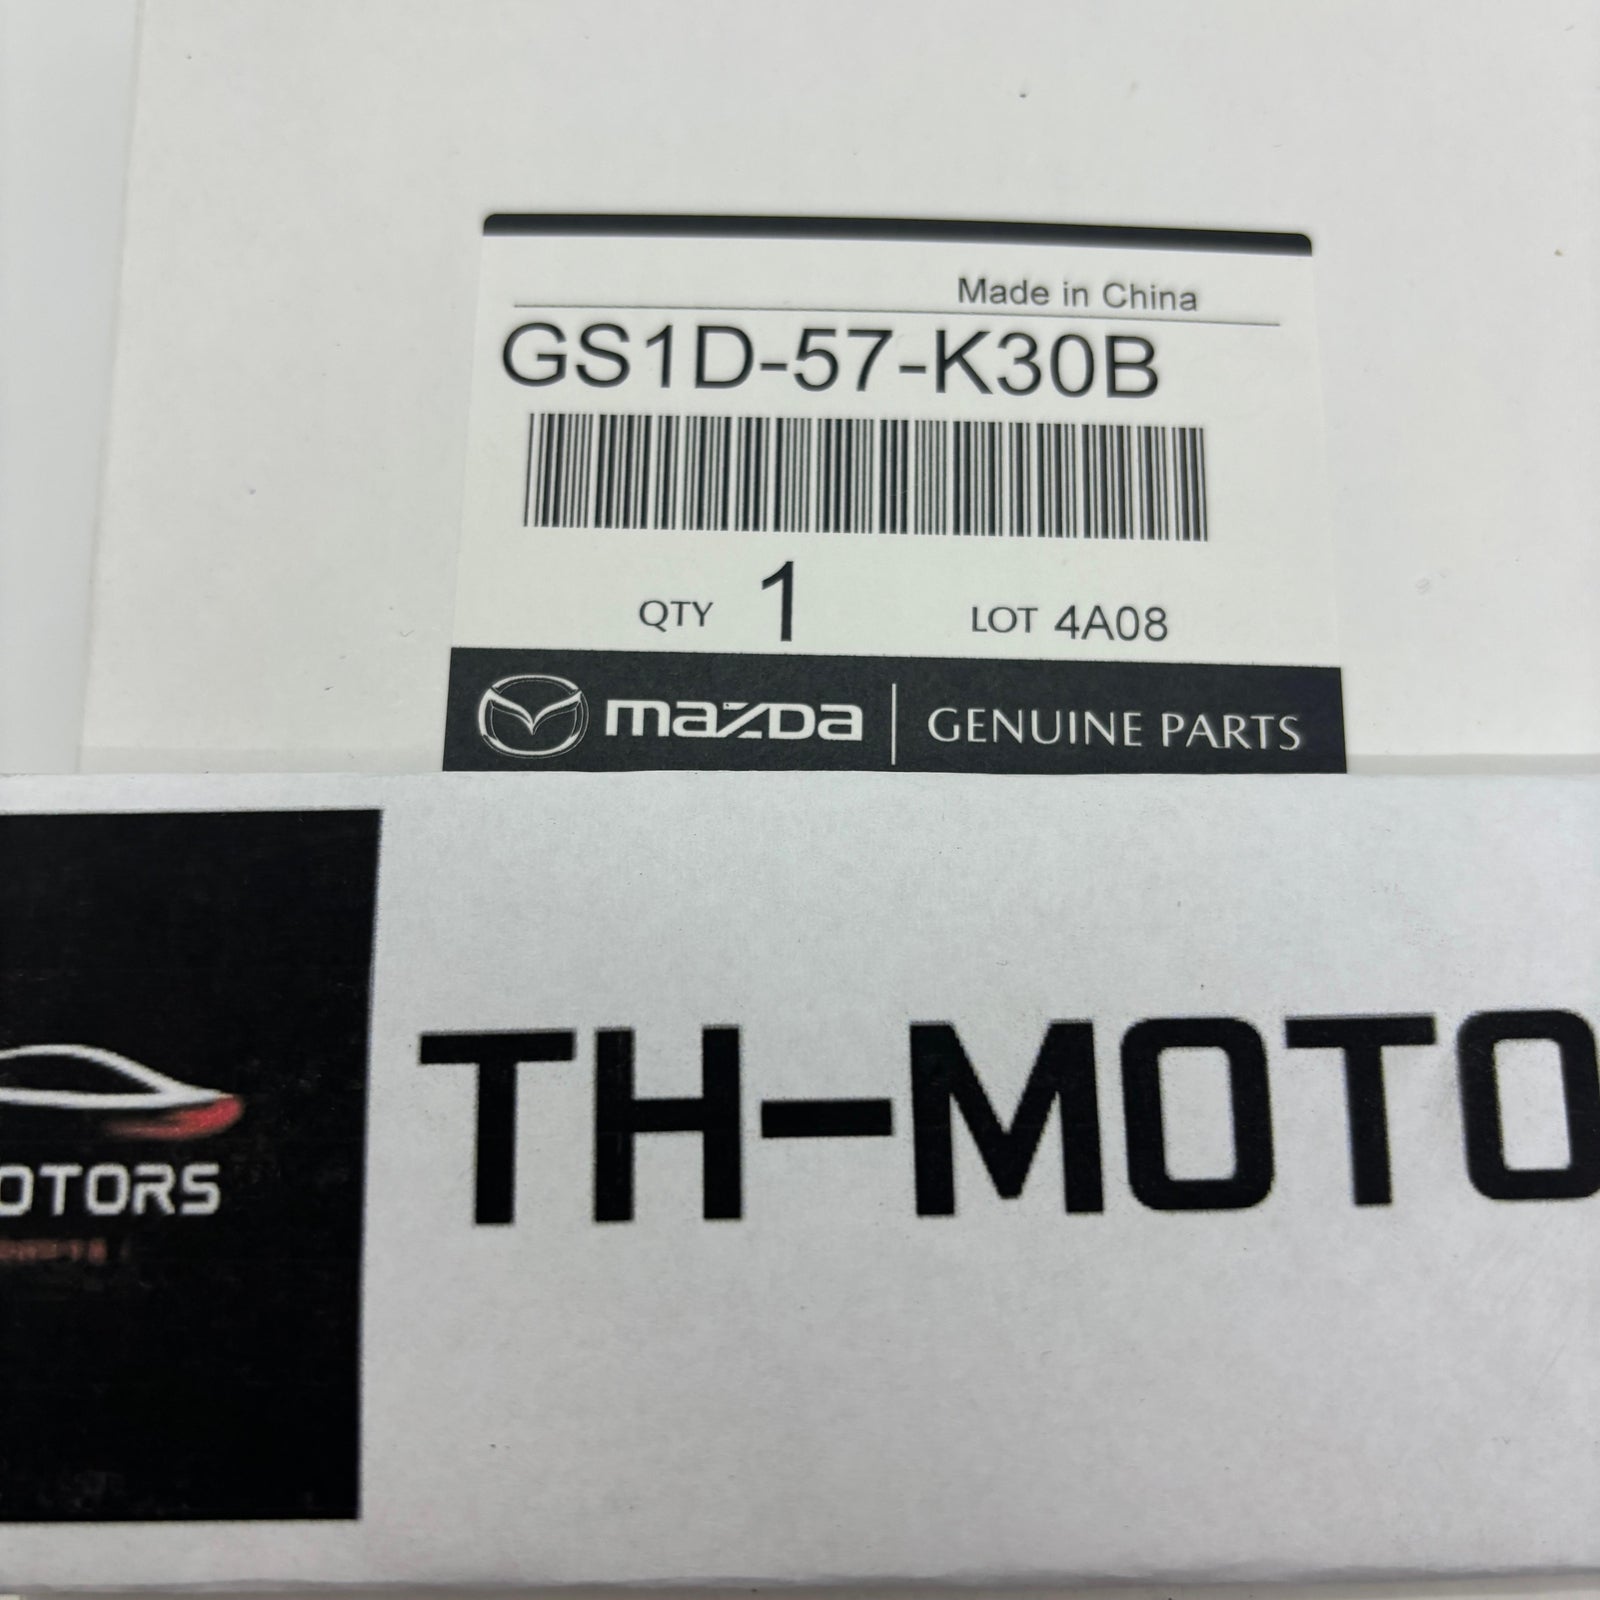 Made in China
GS1D-57-K30B
QTY 1 LOT 4A08
mazda GENUINE PARTS
TH-MOTO
OTORS